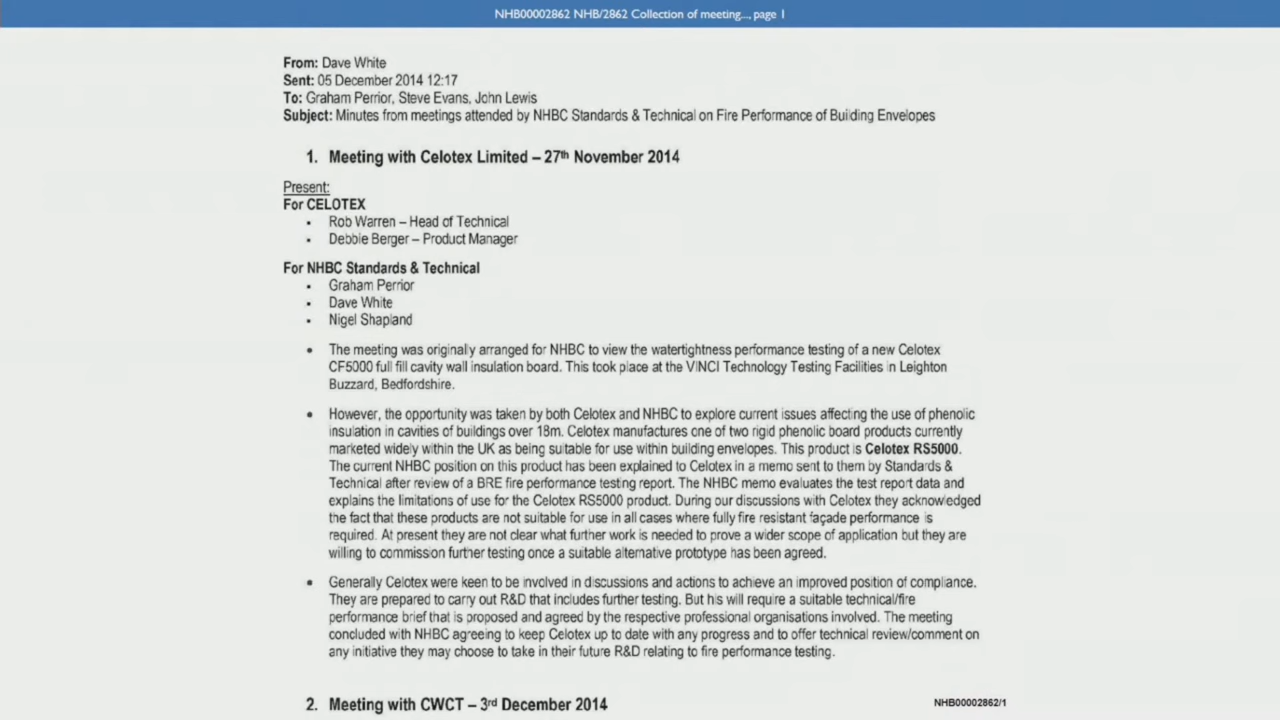 NHB00002862 NHB/2862 Collection of meeting..., page 1
From: Dave White
Sent: 05 December 2014 12:17
To: Graham Perrior, Steve Evans, John Lewis
Subject: Minutes from meetings attended by NHBC Standards & Technical on Fire Performance of Building Envelopes
1. Meeting with Celotex Limited – 27th November 2014
Present:
For CELOTEX
• Rob Warren – Head of Technical
• Debbie Berger – Product Manager
For NHBC Standards & Technical
• Graham Perrior
• Dave White
• Nigel Shapland
• The meeting was originally arranged for NHBC to view the watertightness performance testing of a new Celotex
CF5000 full fill cavity wall insulation board. This took place at the VINCI Technology Testing Facilities in Leighton
Buzzard, Bedfordshire.
• However, the opportunity was taken by both Celotex and NHBC to explore current issues affecting the use of phenolic
insulation in cavities of buildings over 18m. Celotex manufactures one of two rigid phenolic board products currently
marketed widely within the UK as being suitable for use within building envelopes. This product is Celotex RS5000.
The current NHBC position on this product has been explained to Celotex in a memo sent to them by Standards &
Technical after review of a BRE fire performance testing report. The NHBC memo evaluates the test report data and
explains the limitations of use for the Celotex RS5000 product. During our discussions with Celotex they acknowledged
the fact that these products are not suitable for use in all cases where fully fire resistant façade performance is
required. At present they are not clear what further work is needed to prove a wider scope of application but they are
willing to commission further testing once a suitable alternative prototype has been agreed.
• Generally Celotex were keen to be involved in discussions and actions to achieve an improved position of compliance.
They are prepared to carry out R&D that includes further testing. But his will require a suitable technical/fire
performance brief that is proposed and agreed by the respective professional organisations involved. The meeting
concluded with NHBC agreeing to keep Celotex up to date with any progress and to offer technical review/comment on
any initiative they may choose to take in their future R&D relating to fire performance testing.
2. Meeting with CWCT – 3rd December 2014
NHB00002862/1